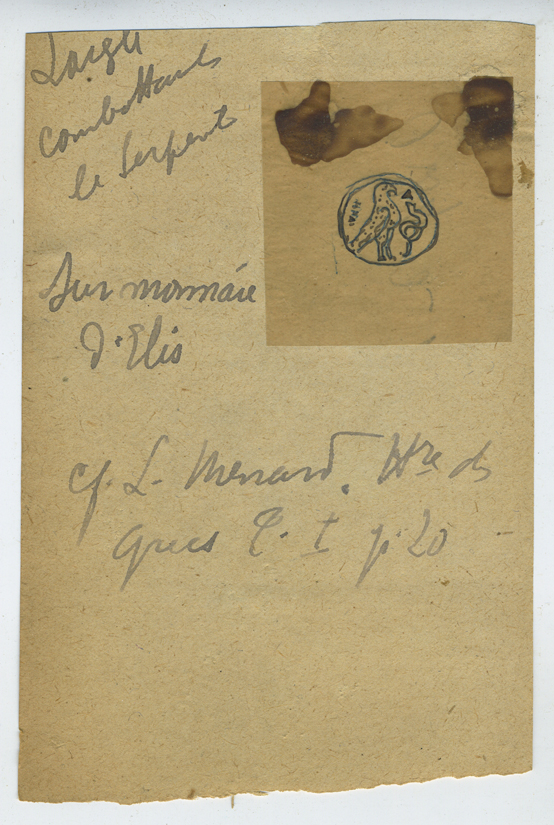 L'aigle
combattant
le Serpent
Sur monnaie
d'Elis
cf. L. Menard. Hre des
Grecs T. I p. 20 -